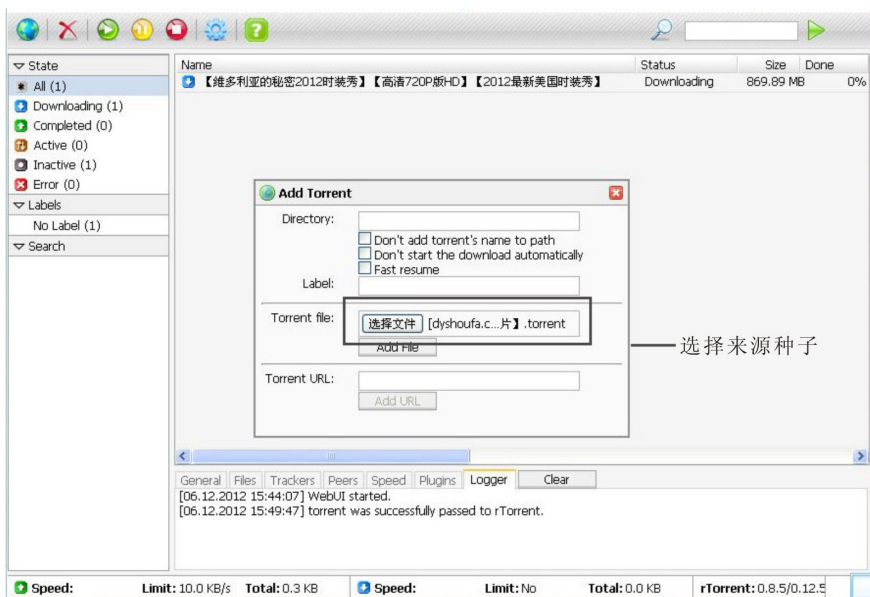 Name Status Size Done
【维多利亚的秘密2012时装秀】【高清720P版HD】【2012最新美国时装秀】 Downloading 869.89 MB 0%
State
All (1)
Downloading (1)
Completed (0)
Active (0)
Inactive (1)
Error (0)
Labels
No Label (1)
Search
Add Torrent
Directory:
Don't add torrent's name to path
Don't start the download automatically
Fast resume
Label:
Torrent file: 选择文件 [dyshoufa.c...片】.torrent
Add File
选择来源种子
Torrent URL:
Add URL
General Files Trackers Peers Speed Plugins Logger Clear
[06.12.2012 15:44:07] WebUI started.
[06.12.2012 15:49:47] torrent was successfully passed to rTorrent.
Speed: Limit: 10.0 KB/s Total: 0.3 KB Speed: Limit: No Total: 0.0 KB rTorrent: 0.8.5/0.12.5